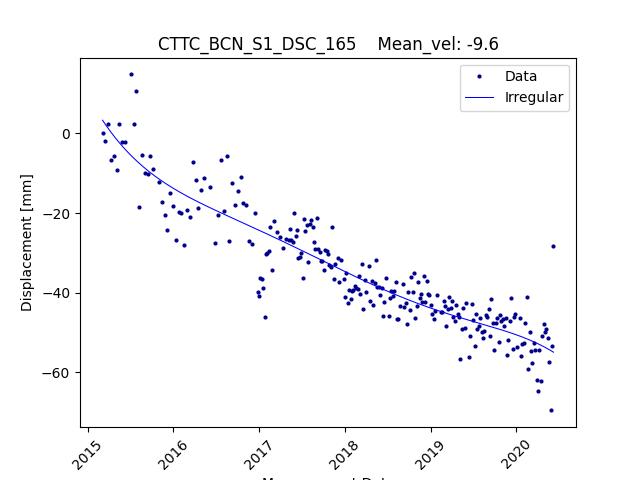 CTTC_BCN_S1_DSC_165    Mean_vel: -9.6
Data
Irregular
Displacement [mm]
0
−20
−40
−60
2015
2016
2017
2018
2019
2020